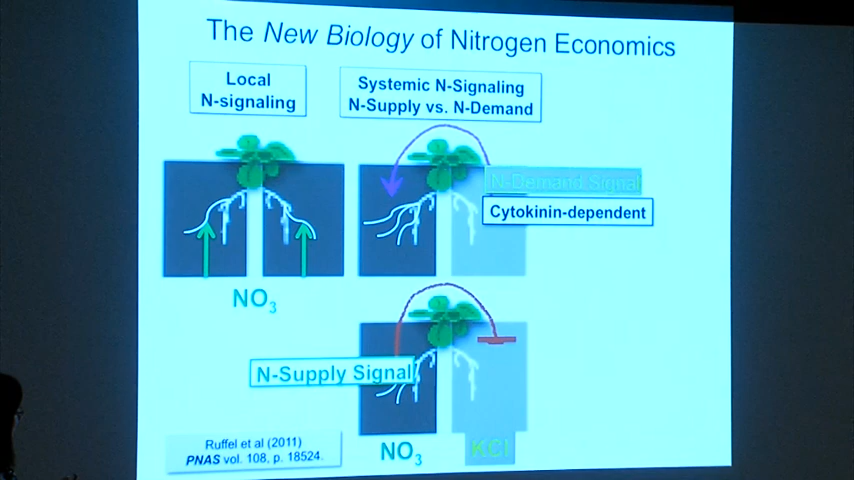 The New Biology of Nitrogen Economics
Local
N-signaling
Systemic N-Signaling
N-Supply vs. N-Demand
N-Demand Signal
Cytokinin-dependent
NO3
N-Supply Signal
Ruffel et al (2011)
PNAS vol. 108, p. 18524.
NO3
KCl